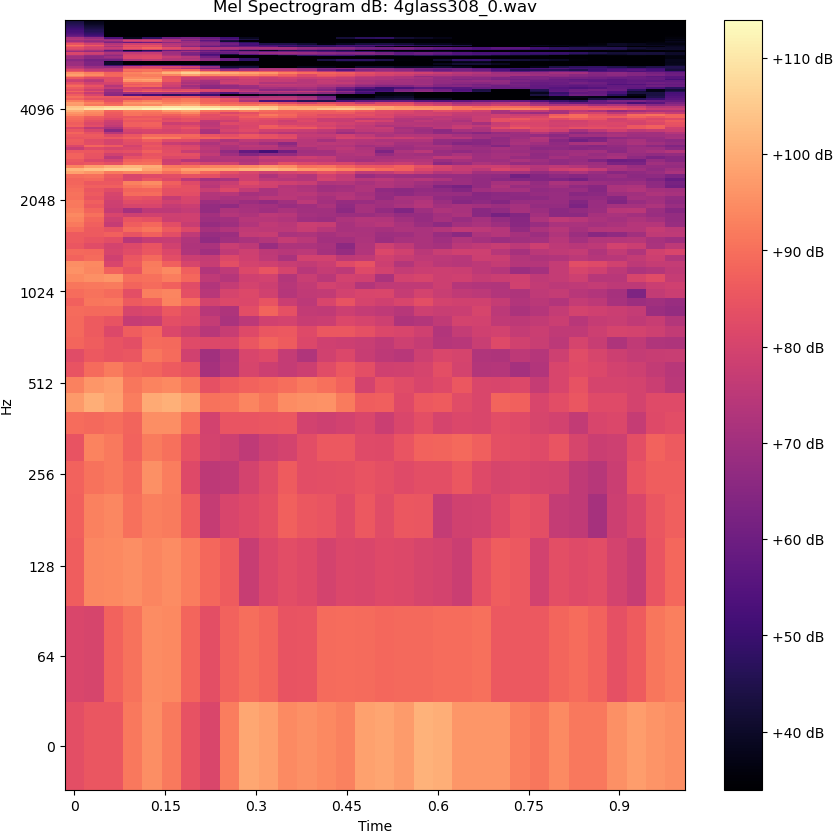 Mel Spectrogram dB: 4glass308_0.wav
Hz
4096
2048
1024
512
256
128
64
0
0
0.15
0.3
0.45
0.6
0.75
0.9
Time
+110 dB
+100 dB
+90 dB
+80 dB
+70 dB
+60 dB
+50 dB
+40 dB